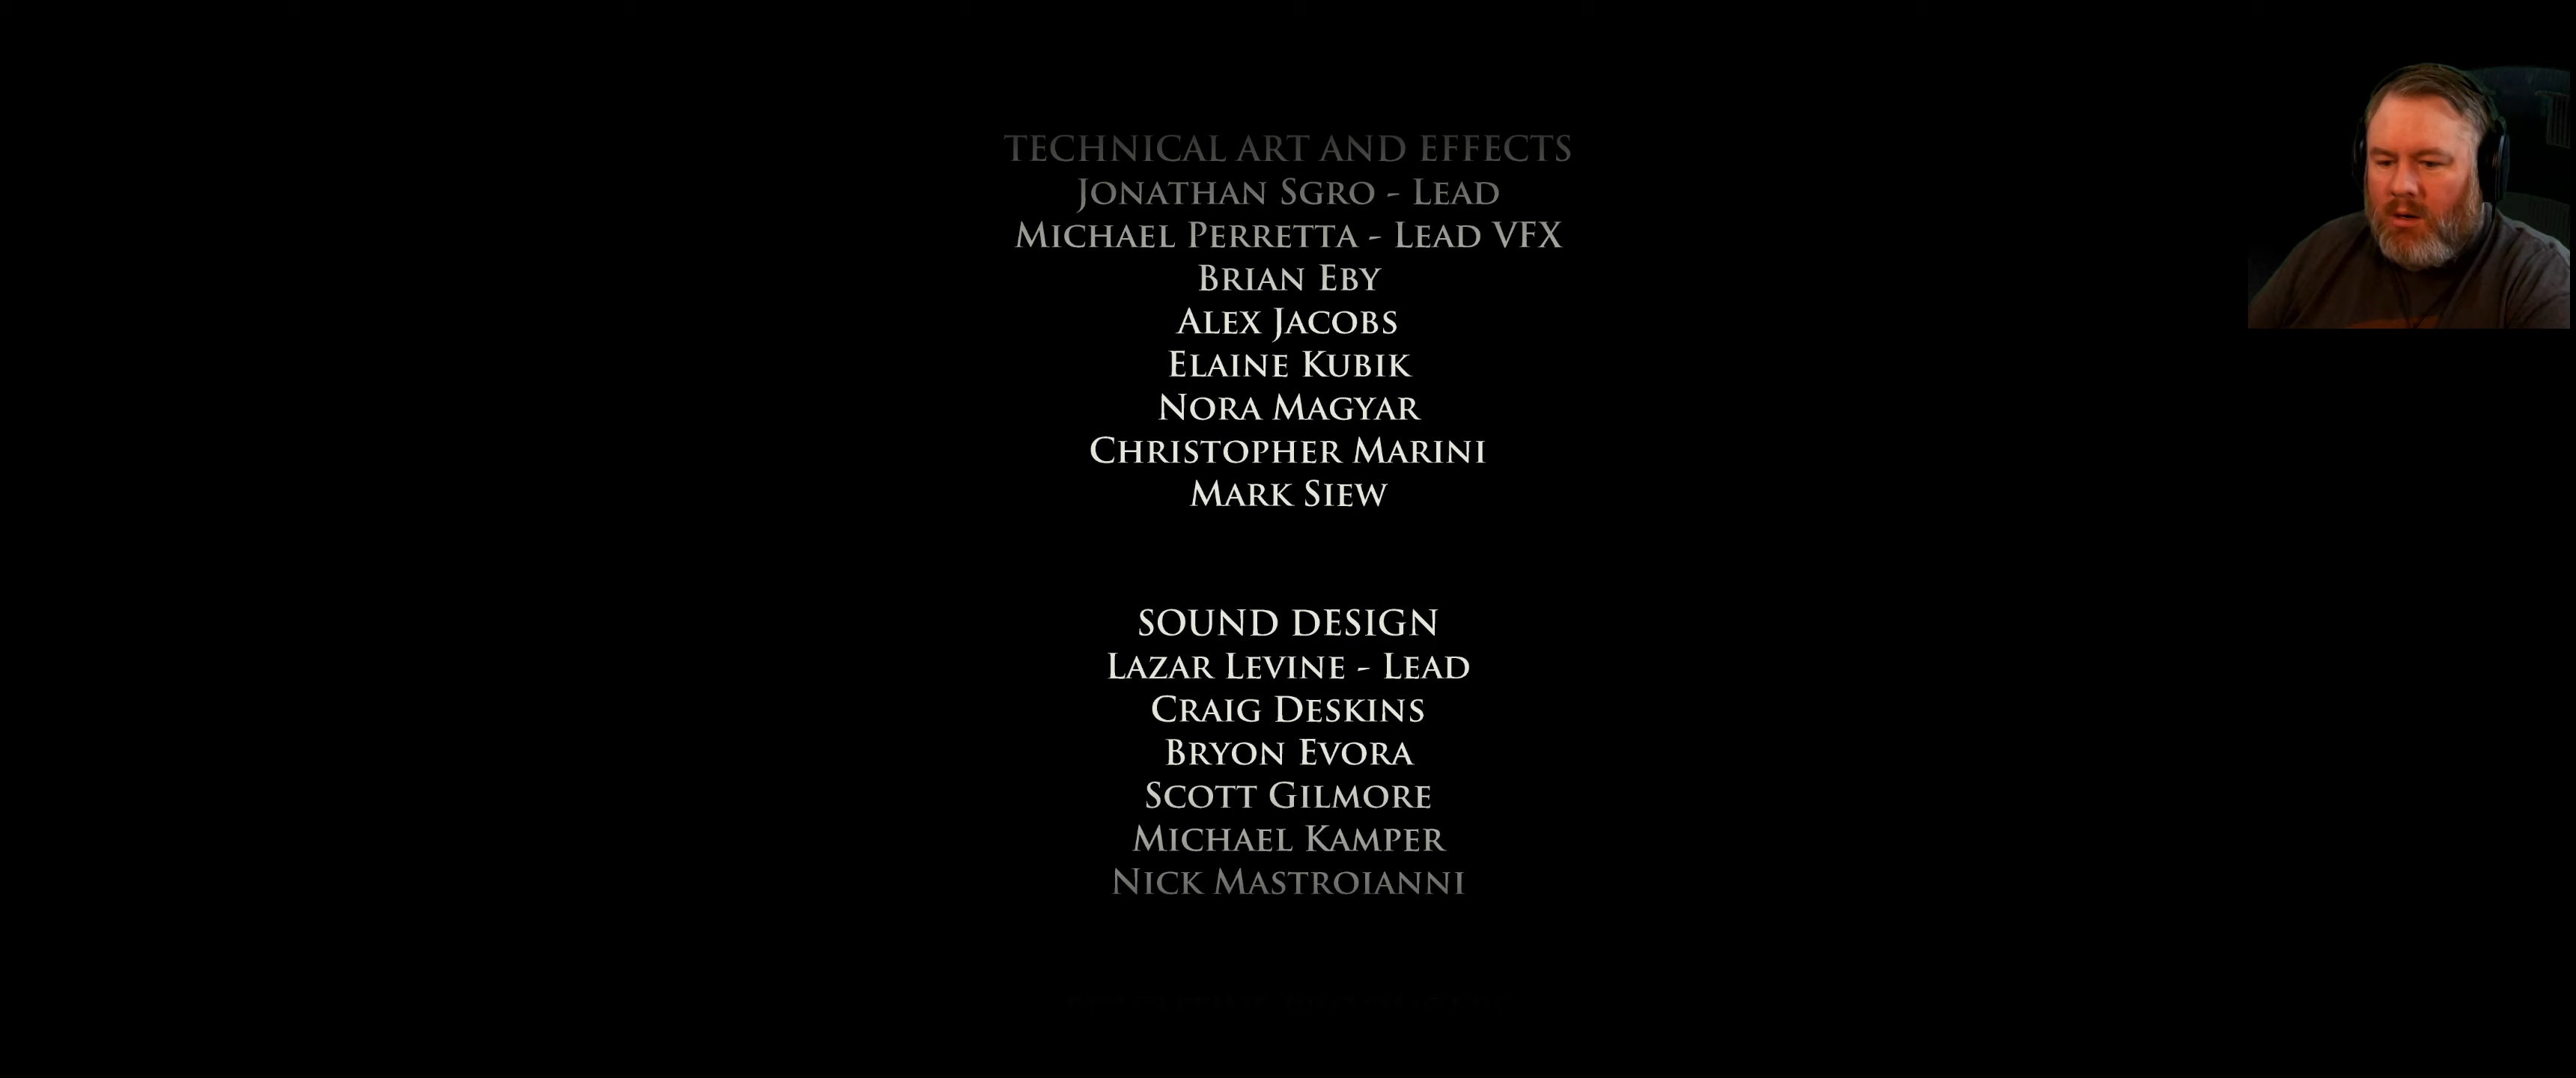 TECHNICAL ART AND EFFECTS
Jonathan Sgro - Lead
Michael Perretta - Lead VFX
Brian Eby
Alex Jacobs
Elaine Kubik
Nora Magyar
Christopher Marini
Mark Siew
SOUND DESIGN
Lazar Levine - Lead
Craig Deskins
Bryon Evora
Scott Gilmore
Michael Kamper
Nick Mastroianni